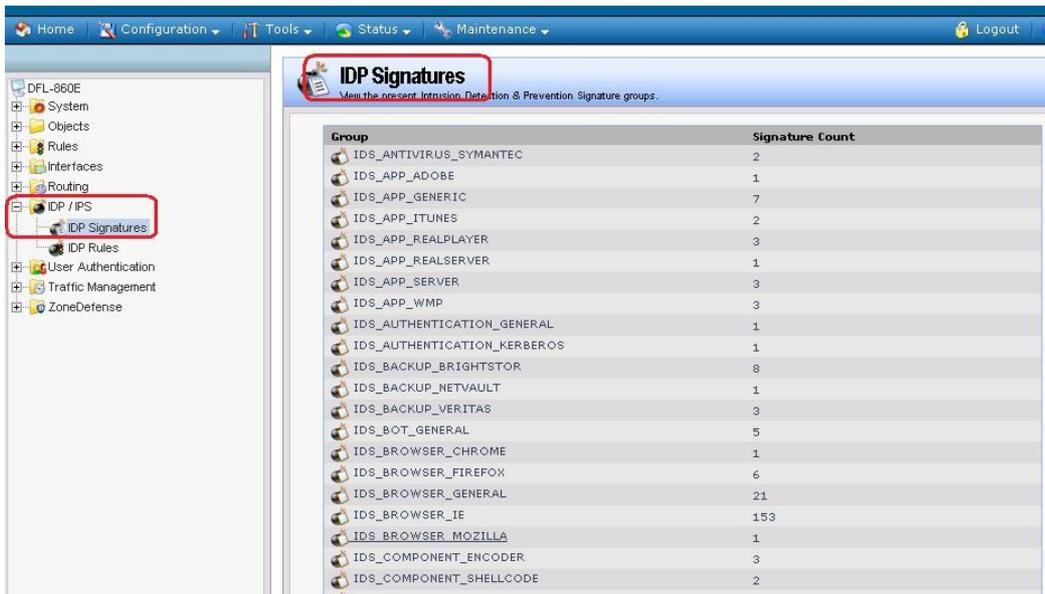 Home Configuration Tools Status Maintenance Logout
DFL-860E
System
Objects
Rules
Interfaces
Routing
IDP / IPS
IDP Signatures
IDP Rules
User Authentication
Traffic Management
ZoneDefense
IDP Signatures
View the present Intrusion Detection & Prevention Signature groups.
Group Signature Count
IDS_ANTIVIRUS_SYMANTEC 2
IDS_APP_ADOBE 1
IDS_APP_GENERIC 7
IDS_APP_ITUNES 2
IDS_APP_REALPLAYER 3
IDS_APP_REALSERVER 1
IDS_APP_SERVER 3
IDS_APP_WMP 3
IDS_AUTHENTICATION_GENERAL 1
IDS_AUTHENTICATION_KERBEROS 1
IDS_BACKUP_BRIGHTSTOR 8
IDS_BACKUP_NETVAULT 1
IDS_BACKUP_VERITAS 3
IDS_BOT_GENERAL 5
IDS_BROWSER_CHROME 1
IDS_BROWSER_FIREFOX 6
IDS_BROWSER_GENERAL 21
IDS_BROWSER_IE 153
IDS_BROWSER_MOZILLA 1
IDS_COMPONENT_ENCODER 3
IDS_COMPONENT_SHELLCODE 2